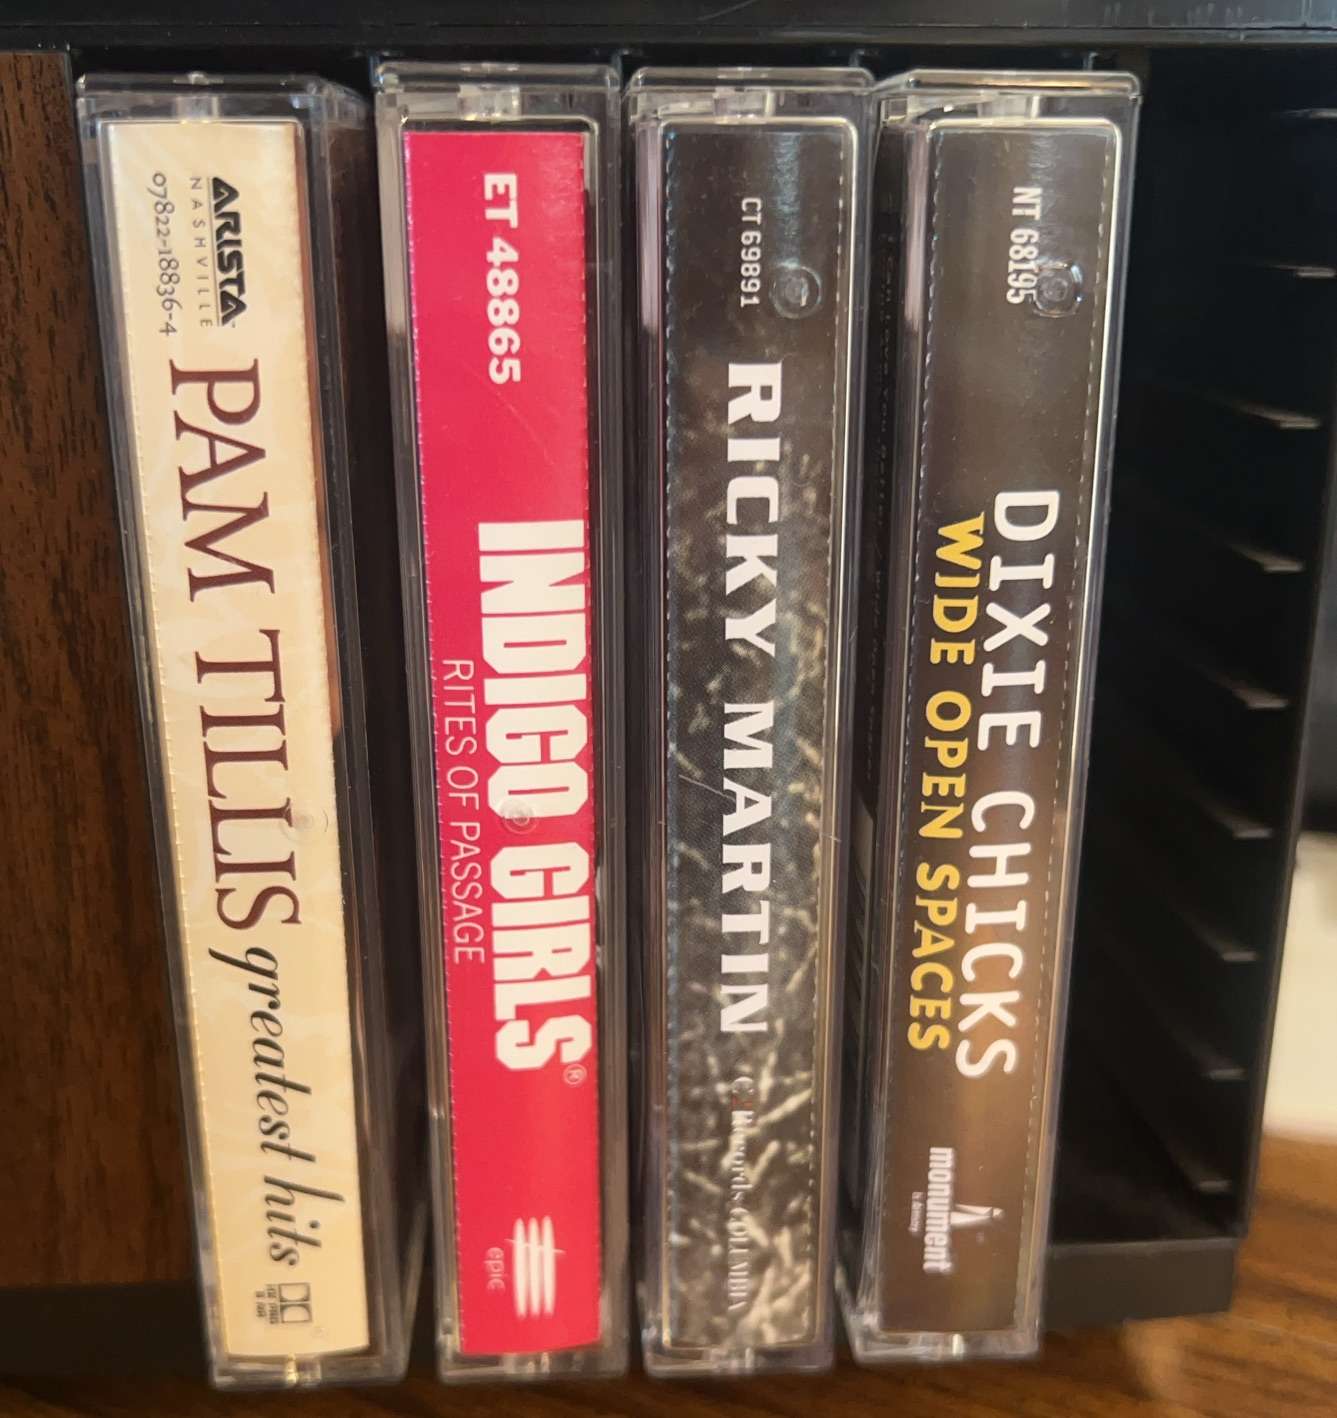 ARISTA
NASHVILLE
07822-18836-4
PAM TILLIS greatest hits
ET 48865
INDIGO GIRLS®
RITES OF PASSAGE
epic
CT 69891
RICKY MARTIN
COLUMBIA
NT 68195
DIXIE CHICKS
WIDE OPEN SPACES
monument